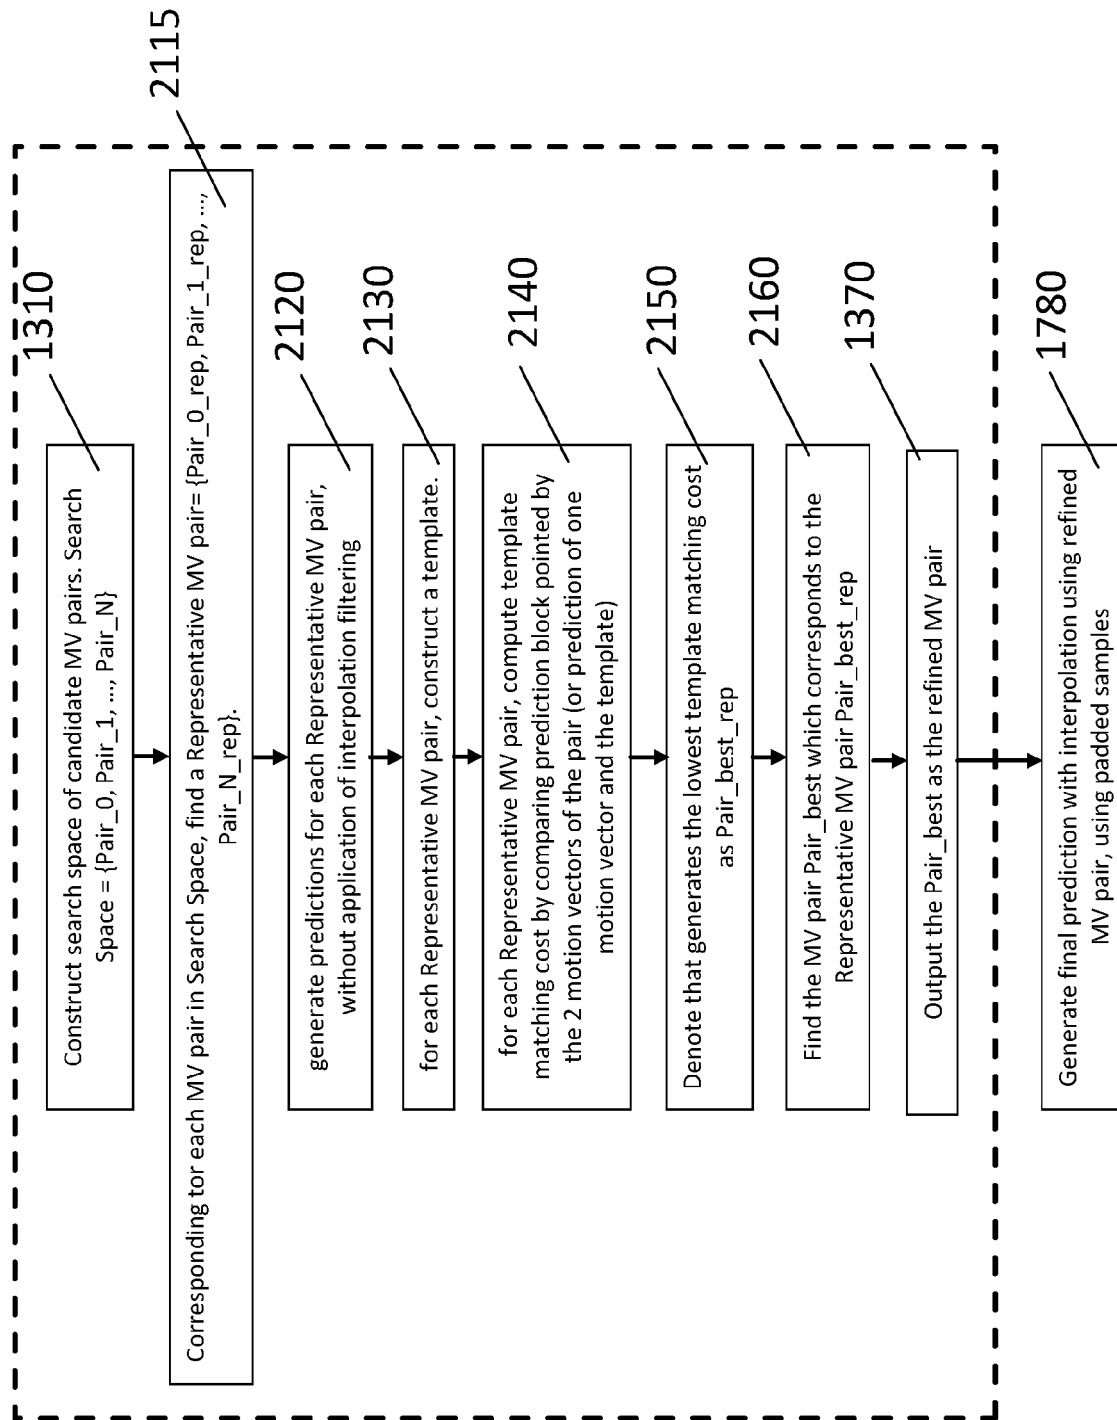 1310
Construct search space of candidate MV pairs. Search
Space = {Pair_0, Pair_1, ..., Pair_N}
2115
Corresponding tor each MV pair in Search Space, find a Representative MV pair= {Pair_0_rep, Pair_1_rep, ...,
Pair_N_rep}.
2120
generate predictions for each Representative MV pair,
without application of interpolation filtering
2130
for each Representative MV pair, construct a template.
2140
for each Representative MV pair, compute template
matching cost by comparing prediction block pointed by
the 2 motion vectors of the pair (or prediction of one
motion vector and the template)
2150
Denote that generates the lowest template matching cost
as Pair_best_rep
2160
Find the MV pair Pair_best which corresponds to the
Representative MV pair Pair_best_rep
1370
Output the Pair_best as the refined MV pair
1780
Generate final prediction with interpolation using refined
MV pair, using padded samples